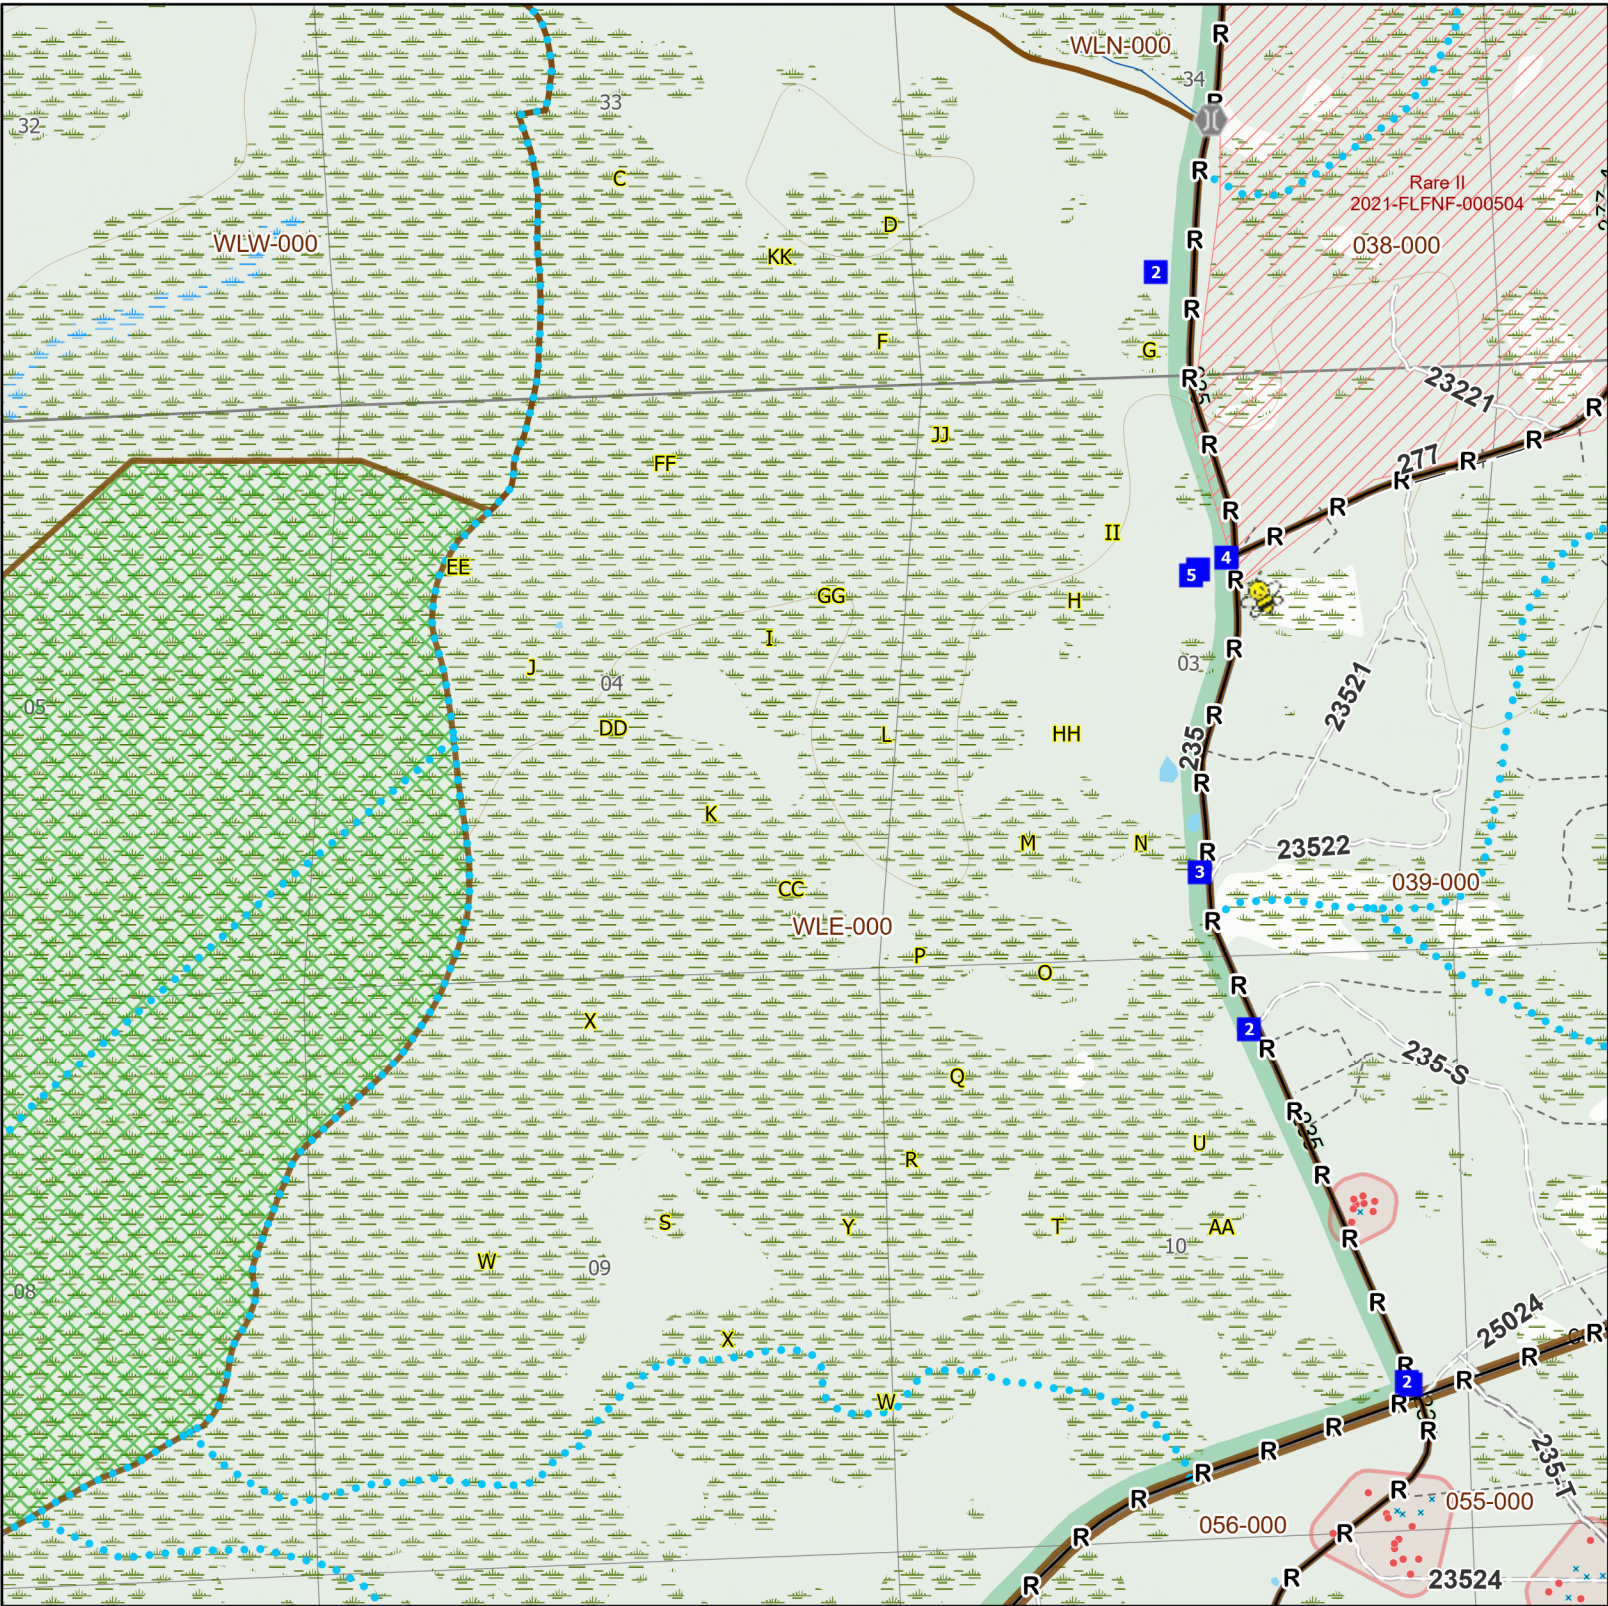 R
WLN-000
34
33
R
32
R
C
Rare II
2021-FLFNF-000504
D
R
WLW-000
038-000
KK
2
R
F
G
R
235
23221
R
JJ
R
R
FF
277
R
R
R
R
II
R
4
EE
5
R
GG
H
I
R
03
J
04
23521
05
R
DD
L
HH
235
R
K
M
N
R
23522
3
CC
039-000
R
WLE-000
P
O
R
X
2
R
235-S
Q
R
235
U
R
R
S
Y
T
AA
R
10
W
09
08
R
25024
X
R
R
R
2
R
W
R
R
R
R
R
235-T
R
R
R
055-000
056-000
R
R
R
R
23524